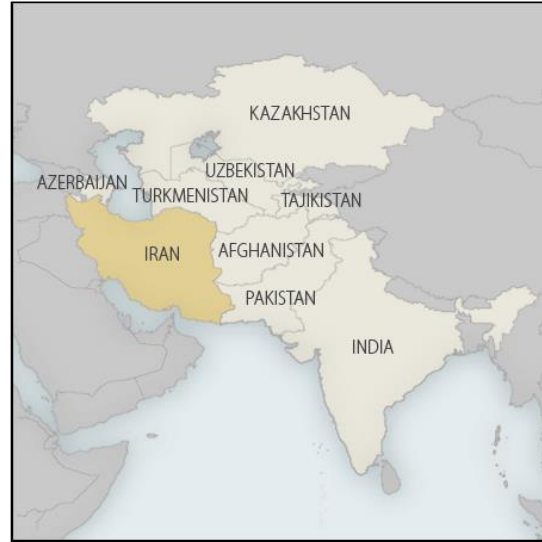 KAZAKHSTAN
UZBEKISTAN
AZERBAIJAN
TURKMENISTAN
TAJIKISTAN
IRAN
AFGHANISTAN
PAKISTAN
INDIA